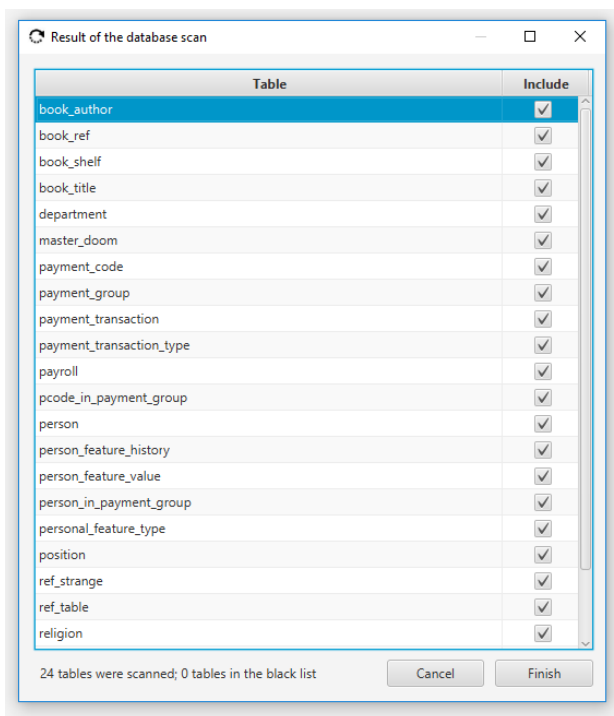 Result of the database scan
Table Include
book_author
book_ref
book_shelf
book_title
department
master_doom
payment_code
payment_group
payment_transaction
payment_transaction_type
payroll
pcode_in_payment_group
person
person_feature_history
person_feature_value
person_in_payment_group
personal_feature_type
position
ref_strange
ref_table
religion
24 tables were scanned; 0 tables in the black list Cancel Finish